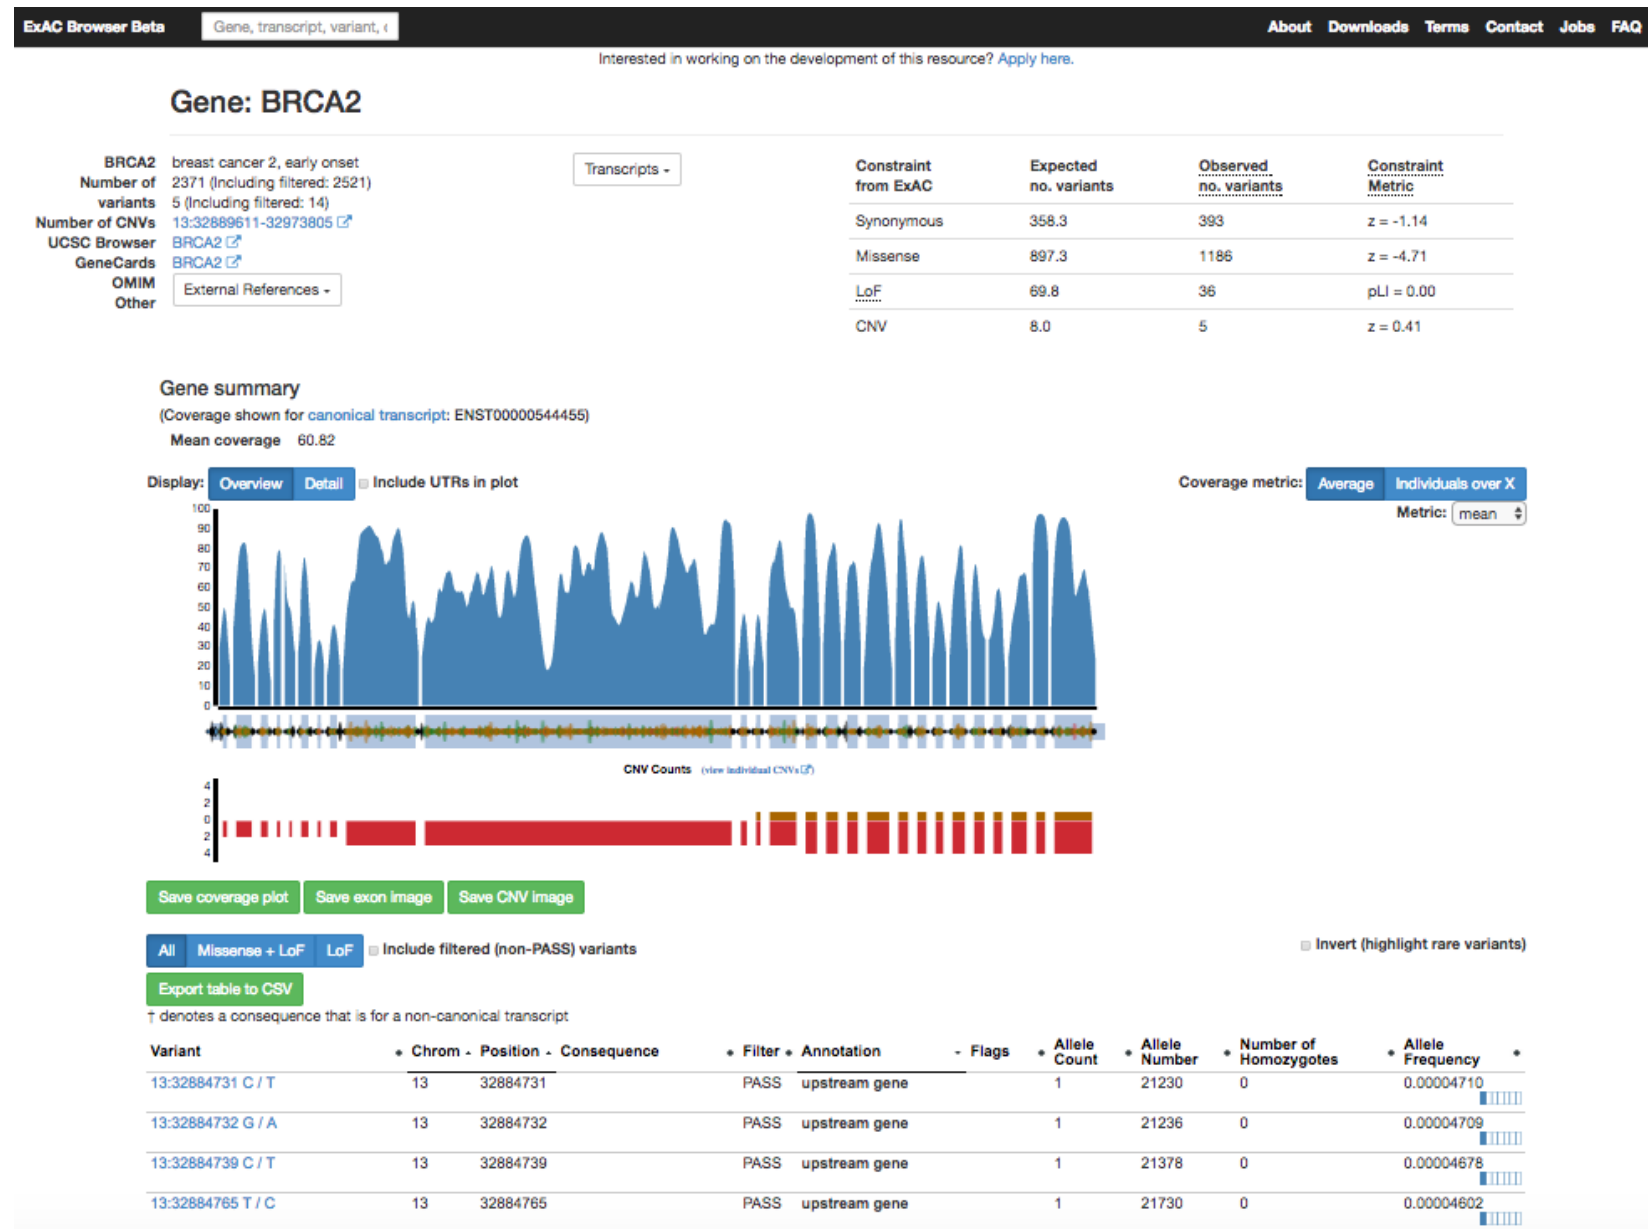 ExAC Browser Beta
Gene, transcript, variant, c
About Downloads Terms Contact Jobs FAQ
Interested in working on the development of this resource? Apply here.
Gene: BRCA2
BRCA2 breast cancer 2, early onset
Number of 2371 (Including filtered: 2521)
variants 5 (Including filtered: 14)
Number of CNVs 13:32889611-32973805
UCSC Browser BRCA2
GeneCards BRCA2
OMIM
Other
External References
Transcripts
Constraint from ExAC Expected no. variants Observed no. variants Constraint Metric
Synonymous 358.3 393 z = -1.14
Missense 897.3 1186 z = -4.71
LoF 69.8 36 pLI = 0.00
CNV 8.0 5 z = 0.41
Gene summary
(Coverage shown for canonical transcript: ENST00000544455)
Mean coverage 60.82
Display: Overview Detail Include UTRs in plot
Coverage metric: Average Individuals over X
Metric: mean
100
90
80
70
60
50
40
30
20
10
0
CNV Counts (view individual CNVs)
4
2
0
2
4
Save coverage plot Save exon image Save CNV image
All Missense + LoF LoF Include filtered (non-PASS) variants
Invert (highlight rare variants)
Export table to CSV
† denotes a consequence that is for a non-canonical transcript
Variant Chrom Position Consequence Filter Annotation Flags Allele Count Allele Number Number of Homozygotes Allele Frequency
13:32884731 C / T 13 32884731 PASS upstream gene 1 21230 0 0.00004710
13:32884732 G / A 13 32884732 PASS upstream gene 1 21236 0 0.00004709
13:32884739 C / T 13 32884739 PASS upstream gene 1 21378 0 0.00004678
13:32884765 T / C 13 32884765 PASS upstream gene 1 21730 0 0.00004602